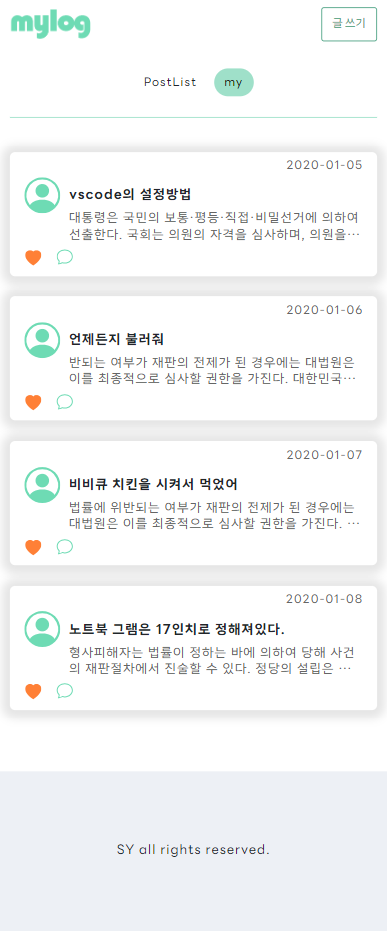 mylog
글쓰기
PostList
my
2020-01-05
vscode의 설정방법
대통령은 국민의 보통·평등·직접·비밀선거에 의하여
선출한다. 국회는 의원의 자격을 심사하며, 의원을…
2020-01-06
언제든지 불러줘
반되는 여부가 재판의 전제가 된 경우에는 대법원은
이를 최종적으로 심사할 권한을 가진다. 대한민국…
2020-01-07
비비큐 치킨을 시켜서 먹었어
법률에 위반되는 여부가 재판의 전제가 된 경우에는
대법원은 이를 최종적으로 심사할 권한을 가진다. …
2020-01-08
노트북 그램은 17인치로 정해져있다.
형사피해자는 법률이 정하는 바에 의하여 당해 사건
의 재판절차에서 진술할 수 있다. 정당의 설립은 …
SY all rights reserved.